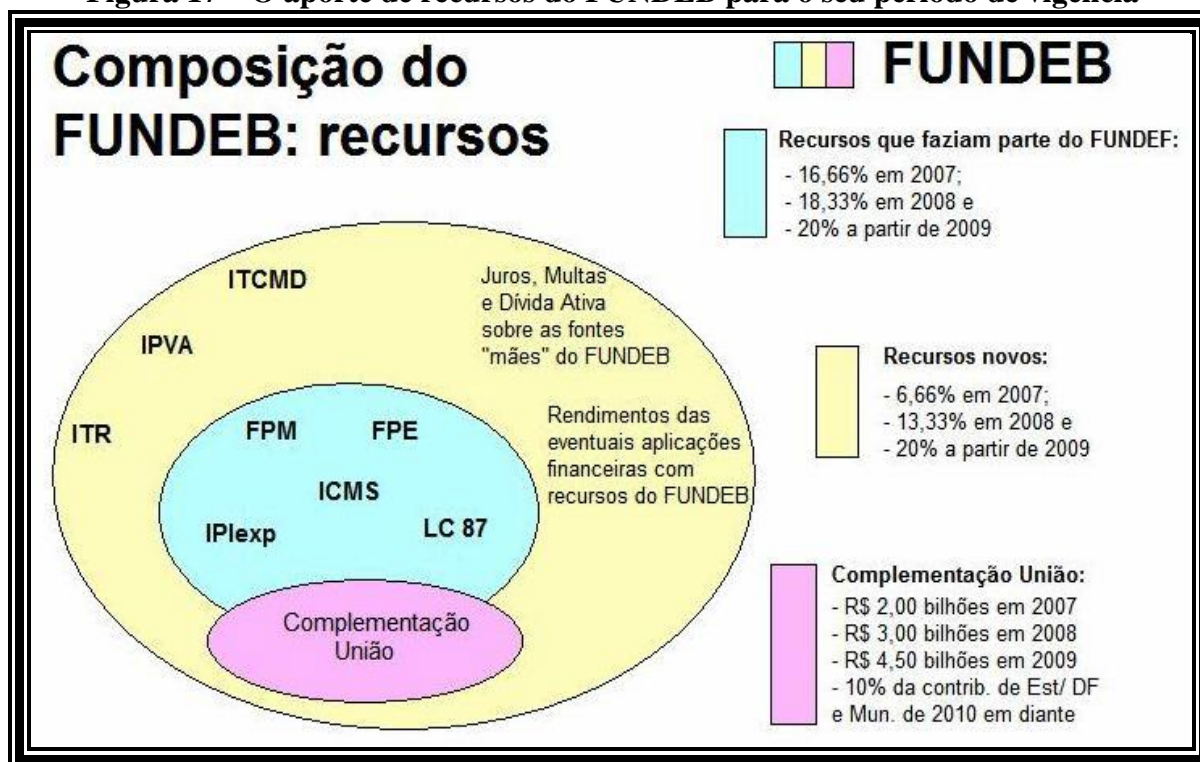 Figura 17 – O aporte de recursos do FUNDEB para o seu período de vigência
Composição do
FUNDEB: recursos
FUNDEB
Recursos que faziam parte do FUNDEF:
- 16,66% em 2007;
- 18,33% em 2008 e
- 20% a partir de 2009
ITCMD
IPVA
ITR
Juros, Multas
e Dívida Ativa
sobre as fontes
"mães" do FUNDEB
Rendimentos das
eventuais aplicações
financeiras com
recursos do FUNDEB
FPM
FPE
ICMS
IPIexp
LC 87
Complementação
União
Recursos novos:
- 6,66% em 2007;
- 13,33% em 2008 e
- 20% a partir de 2009
Complementação União:
- R$ 2,00 bilhões em 2007
- R$ 3,00 bilhões em 2008
- R$ 4,50 bilhões em 2009
- 10% da contrib. de Est/ DF
e Mun. de 2010 em diante